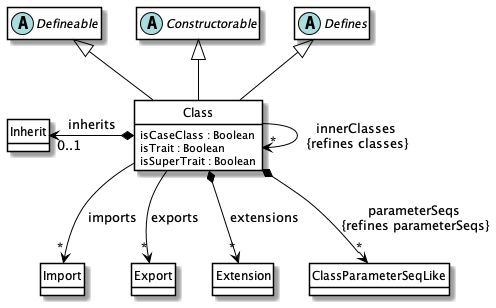 A Defineable
A Constructorable
A Defines
Class
isCaseClass : Boolean
isTrait : Boolean
isSuperTrait : Boolean
Inherit
inherits
0..1
*
innerClasses
{refines classes}
imports
exports
extensions
parameterSeqs
{refines parameterSeqs}
* * * *
Import
Export
Extension
ClassParameterSeqLike